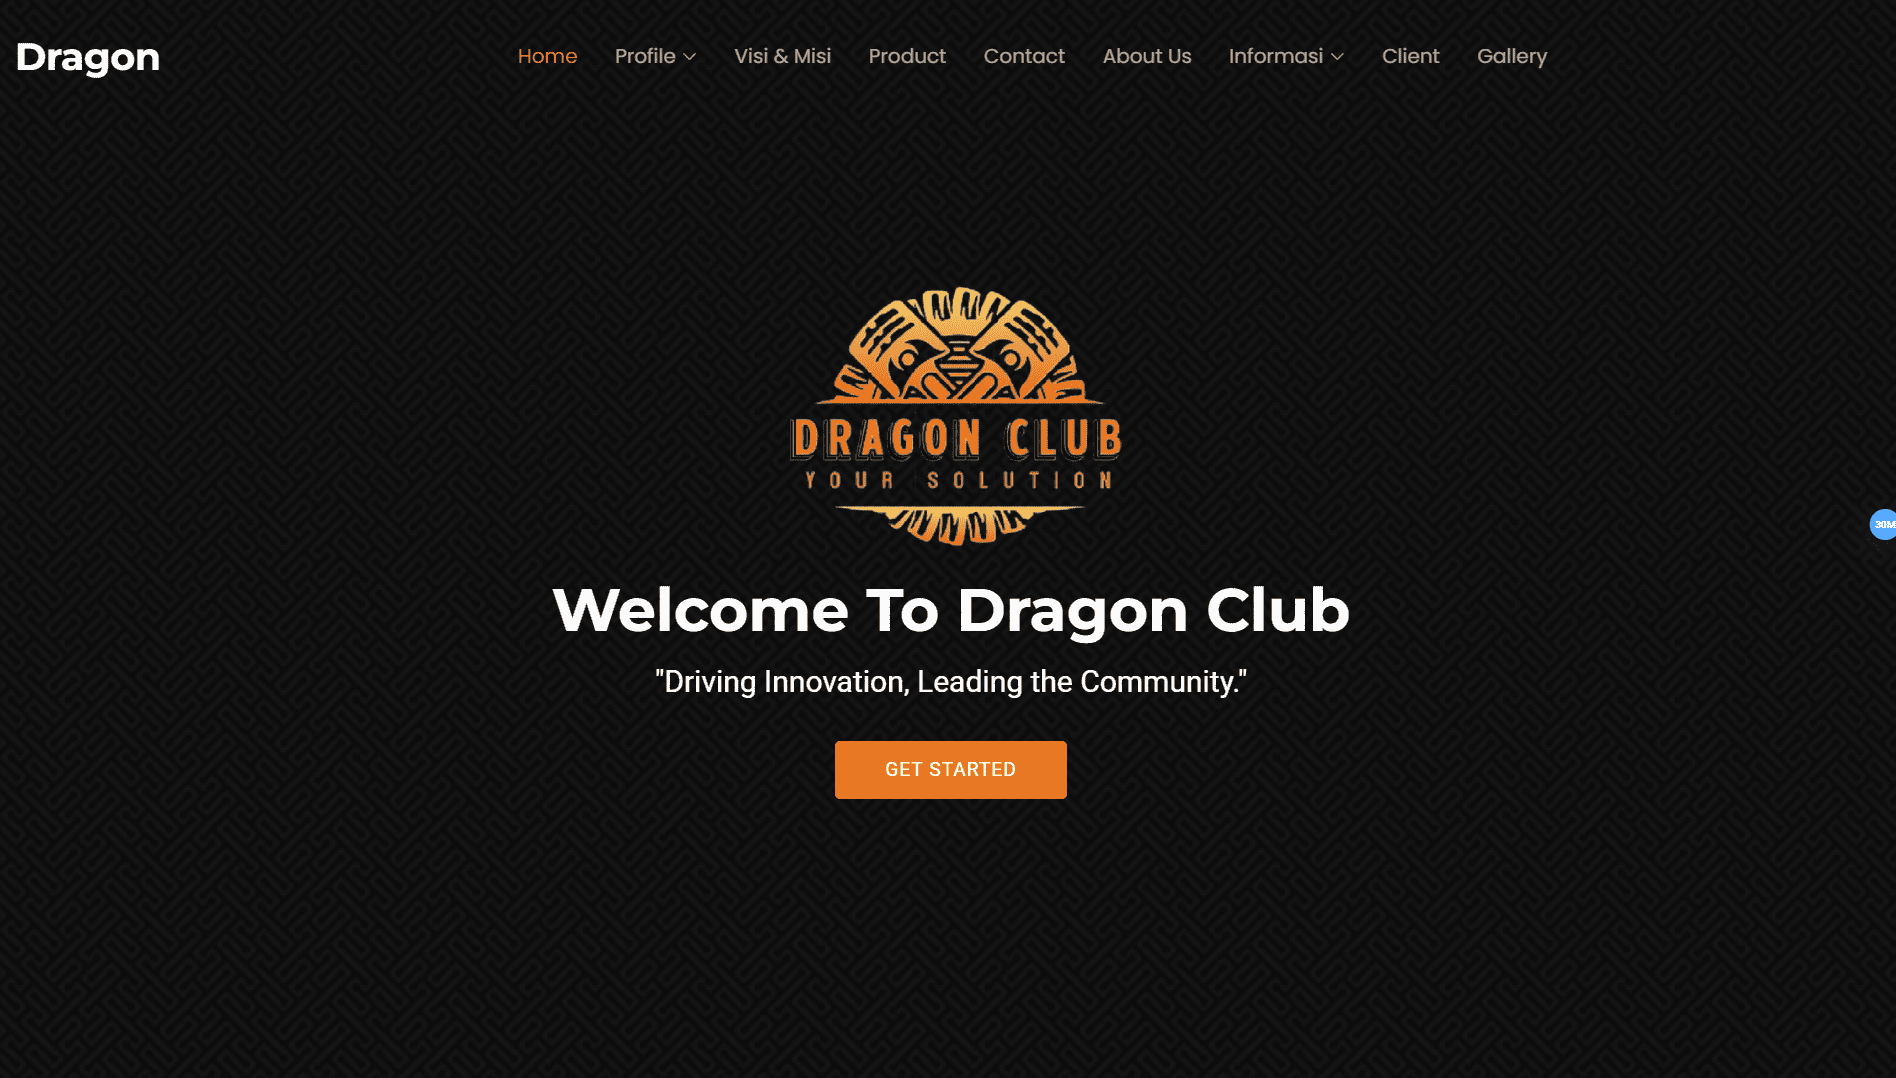 Dragon
Home Profile Visi & Misi Product Contact About Us Informasi Client Gallery
DRAGON CLUB
YOUR SOLUTION
30M
Welcome To Dragon Club
"Driving Innovation, Leading the Community."
GET STARTED